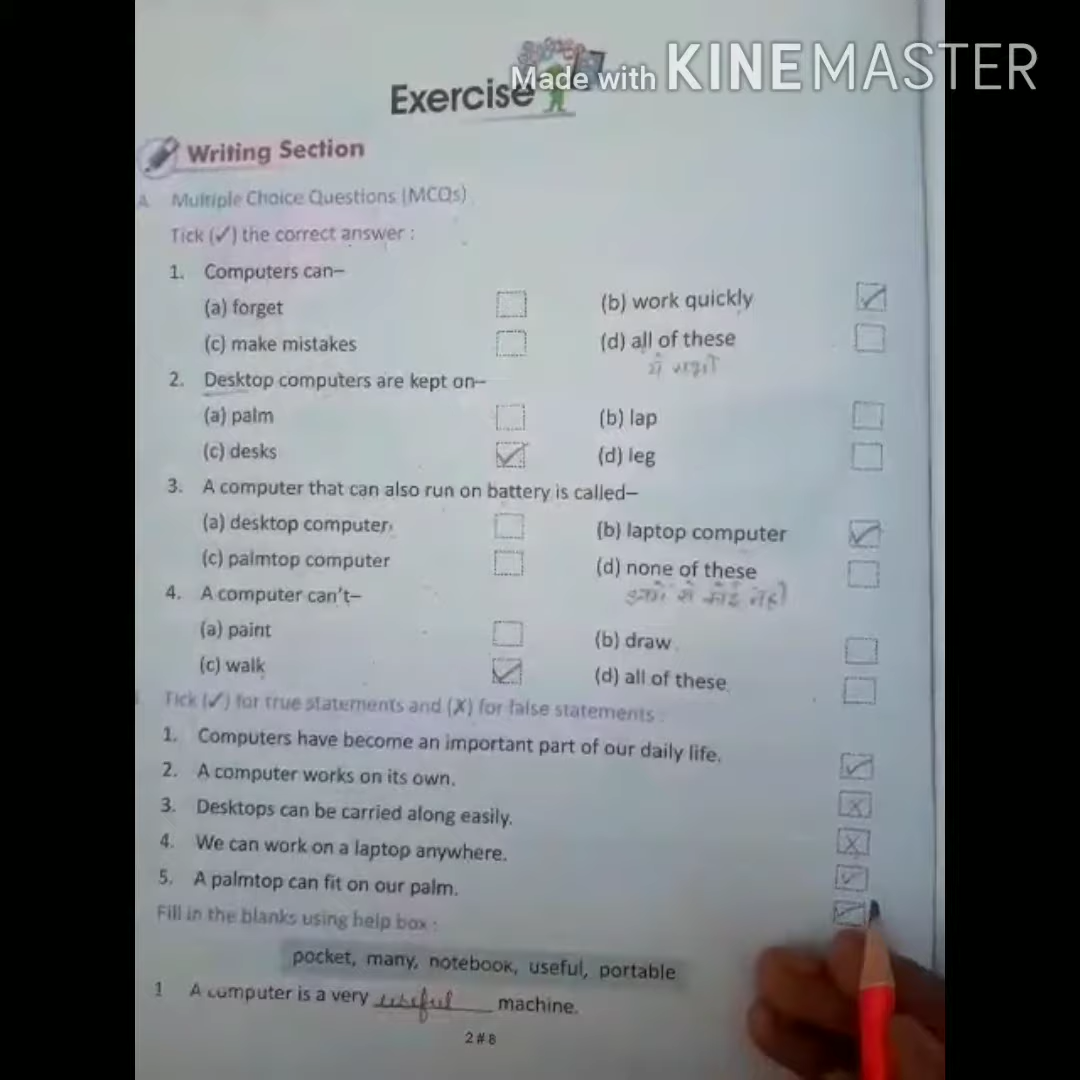 Made with KINEMASTER
Exercise
Writing Section
A. Multiple Choice Questions (MCQs)
Tick (✓) the correct answer :
1. Computers can–
(a) forget (b) work quickly ✓
(c) make mistakes (d) all of these
2. Desktop computers are kept on–
(a) palm (b) lap
(c) desks ✓ (d) leg
3. A computer that can also run on battery is called–
(a) desktop computer (b) laptop computer ✓
(c) palmtop computer (d) none of these
4. A computer can't–
(a) paint (b) draw
(c) walk ✓ (d) all of these
Tick (✓) for true statements and (X) for false statements :
1. Computers have become an important part of our daily life. ✓
2. A computer works on its own. X
3. Desktops can be carried along easily. X
4. We can work on a laptop anywhere. ✓
5. A palmtop can fit on our palm. ✓
Fill in the blanks using help box :
pocket, many, notebook, useful, portable
1 A computer is a very useful machine.
2#8